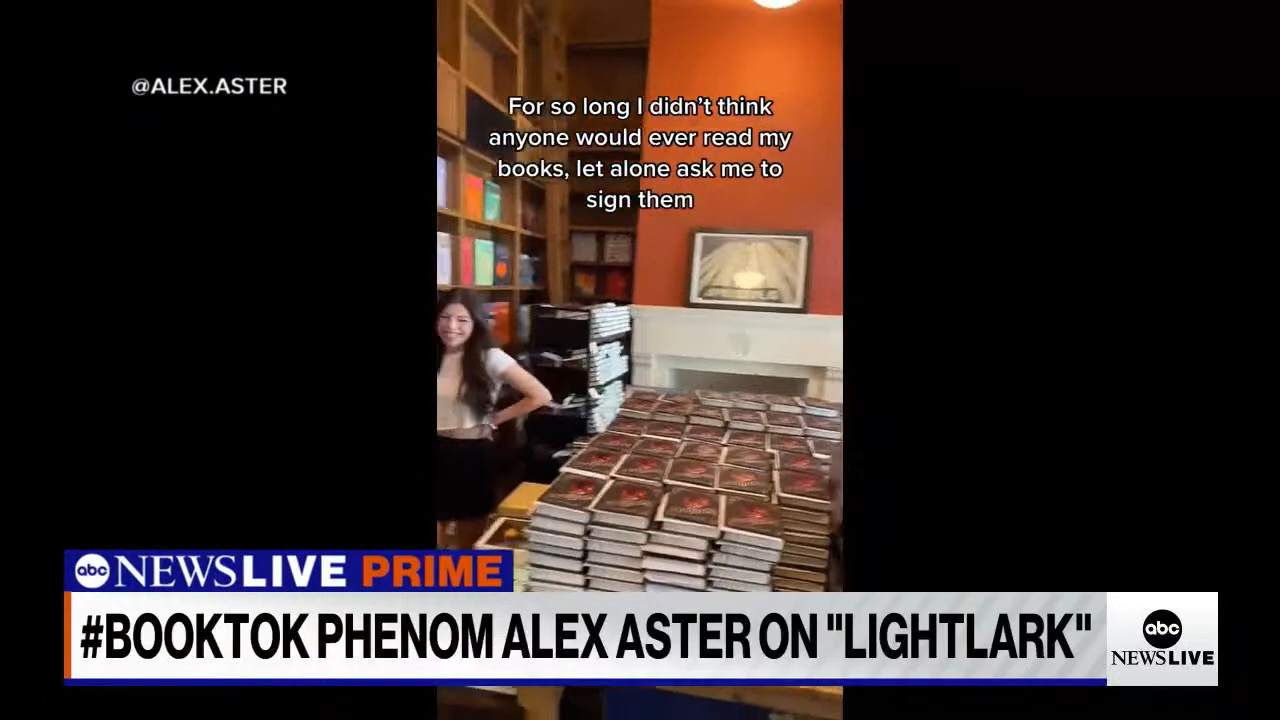 @ALEX.ASTER
For so long I didn't think
anyone would ever read my
books, let alone ask me to
sign them
abc NEWS LIVE PRIME
#BOOKTOK PHENOM ALEX ASTER ON "LIGHTLARK"
abc
NEWS LIVE